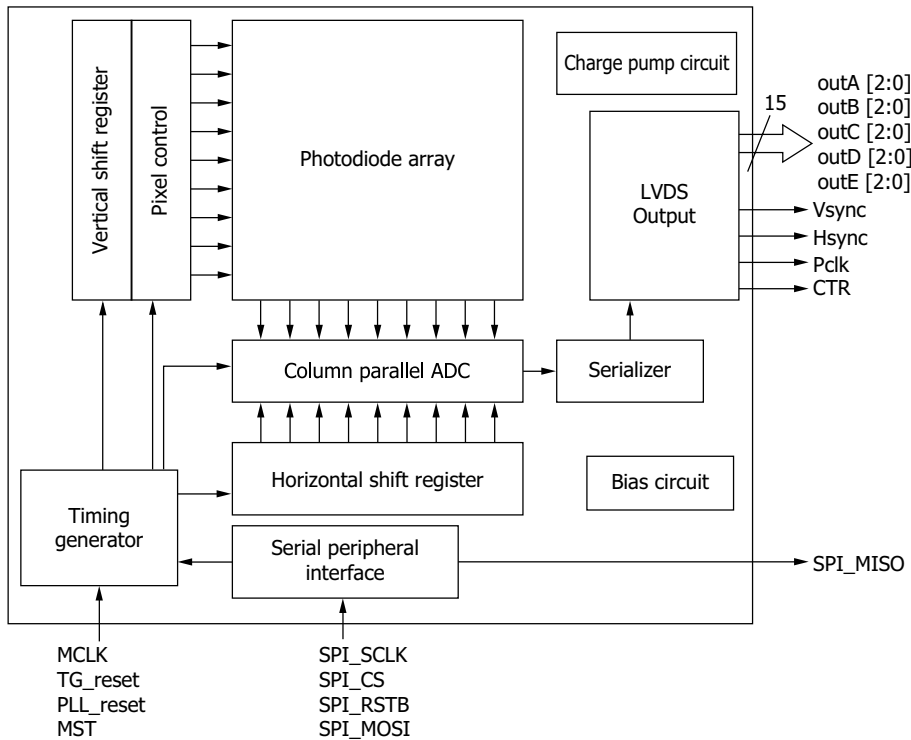 Vertical shift register
Pixel control
Photodiode array
Charge pump circuit
LVDS
Output
15
outA [2:0]
outB [2:0]
outC [2:0]
outD [2:0]
outE [2:0]
Vsync
Hsync
Pclk
CTR
Column parallel ADC
Serializer
Horizontal shift register
Bias circuit
Timing
generator
Serial peripheral
interface
SPI_MISO
MCLK
TG_reset
PLL_reset
MST
SPI_SCLK
SPI_CS
SPI_RSTB
SPI_MOSI